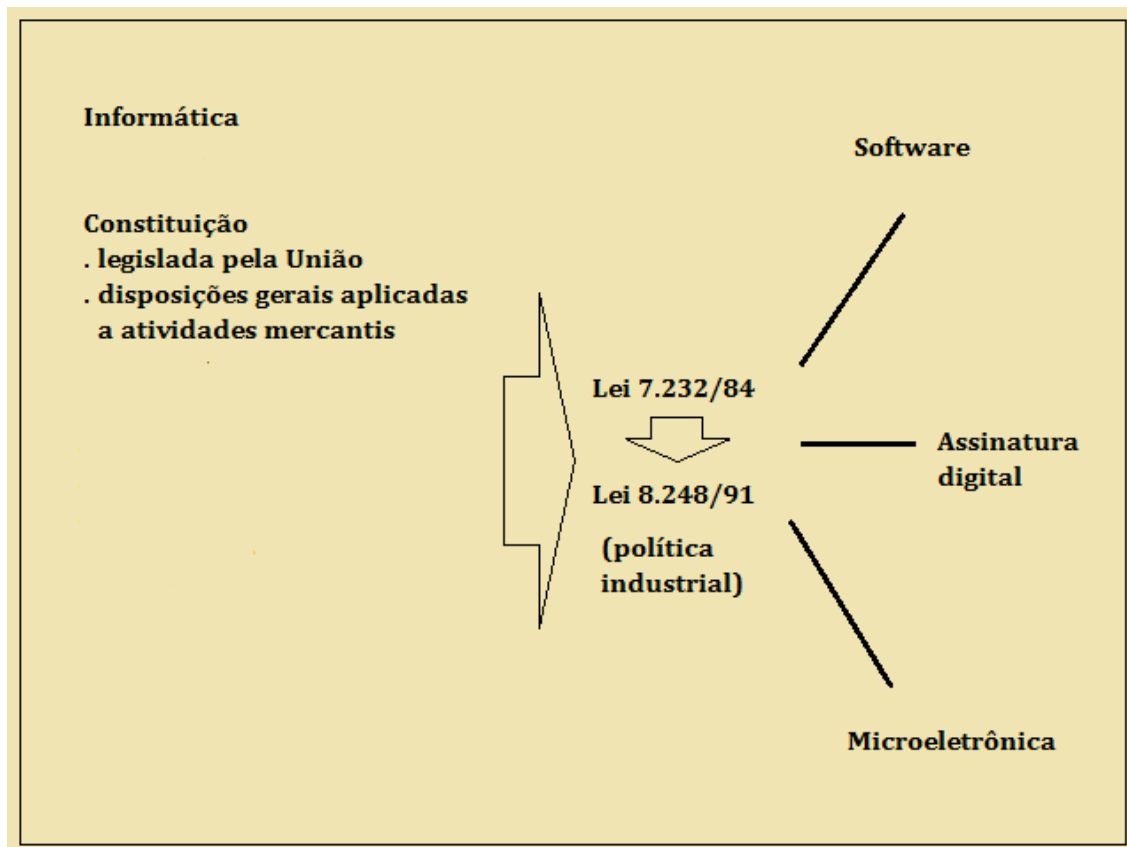 Informática
Constituição
. legislada pela União
. disposições gerais aplicadas
a atividades mercantis
Lei 7.232/84
Lei 8.248/91
(política
industrial)
Software
Assinatura
digital
Microeletrônica